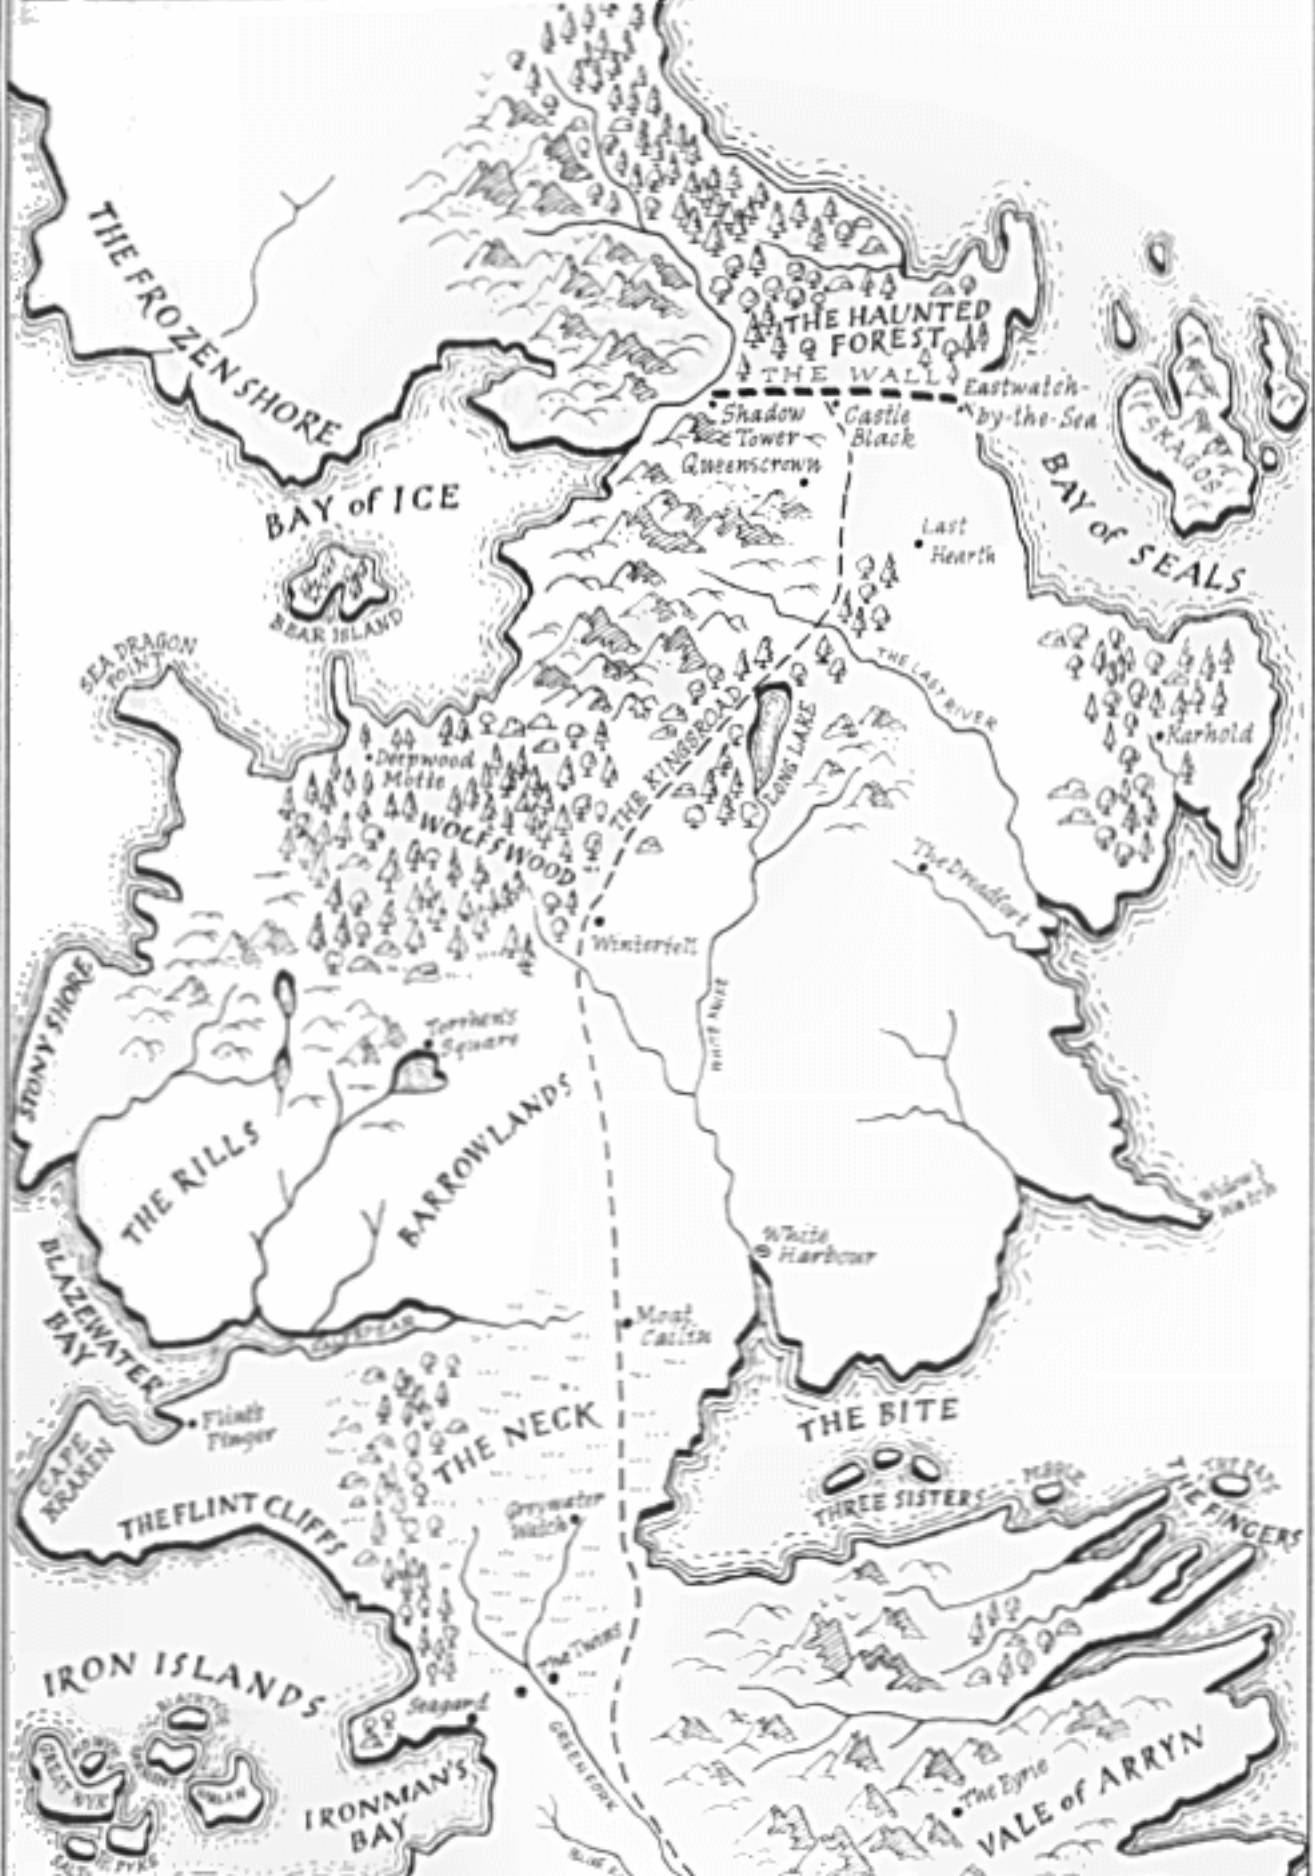 THE FROZEN SHORE
THE HAUNTED
FOREST
THE WALL
Eastwatch-
by-the-Sea
Shadow
Tower
Castle
Black
Queenscrown
SKAGOS
BAY of ICE
BAY of SEALS
Last
Hearth
BEAR ISLAND
SEA DRAGON
POINT
THE LAST RIVER
THE KINGSROAD
LONG LAKE
Karhold
Deepwood
Motte
WOLFSWOOD
The Dreadfort
Winterfell
STONY SHORE
WHITE KNIFE
Torrhen's
Square
THE RILLS
BARROWLANDS
Widow's
Watch
White
Harbour
BLAZEWATER
BAY
Moat
Cailin
Flint's
Finger
THE NECK
THE BITE
CAPE
KRAKEN
THE FLINT CLIFFS
Greywater
Watch
THREE SISTERS
PEBBLE
THE PAPS
THE FINGERS
The Twins
IRON ISLANDS
Seagard
GREEN FORK
GREAT WYK
IRONMAN'S
BAY
PYKE
The Eyrie
VALE of ARRYN